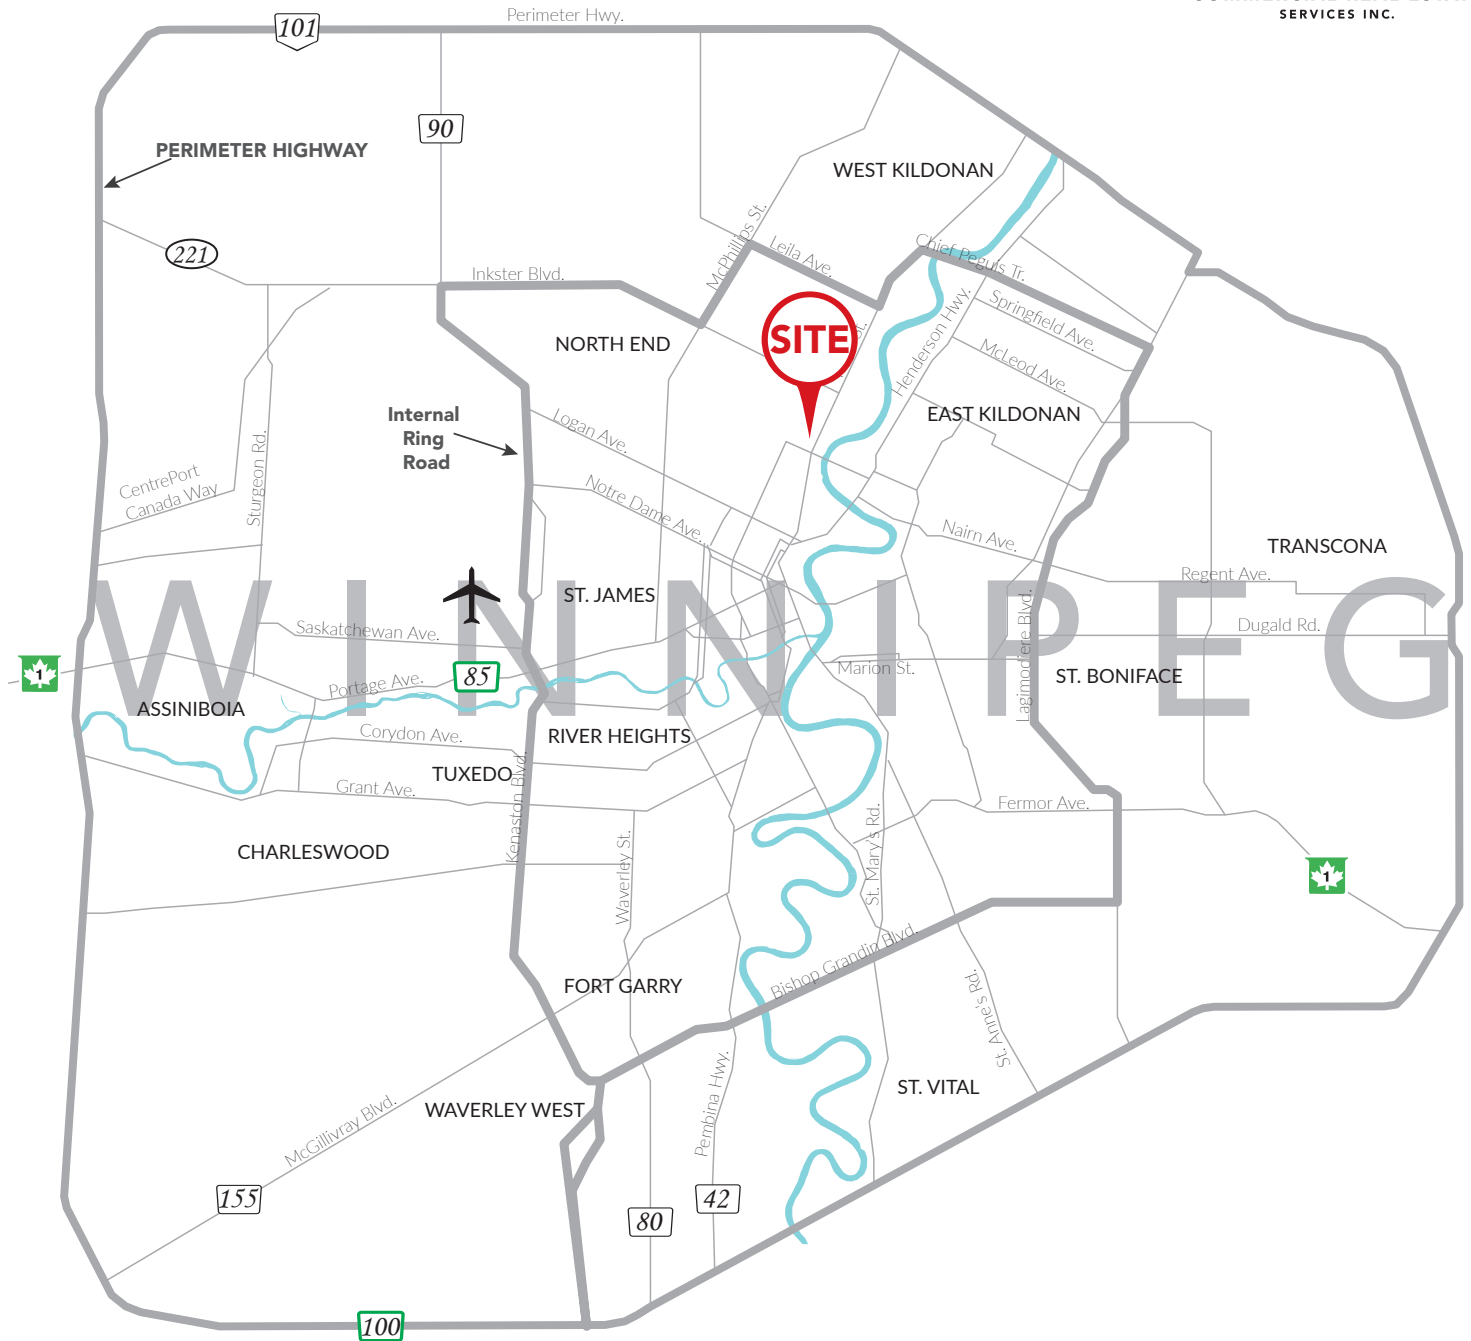 SERVICES INC.
Perimeter Hwy.
101
90
PERIMETER HIGHWAY
WEST KILDONAN
McPhillips St.
Leila Ave.
Chief Peguis Tr.
221
Inkster Blvd.
Springfield Ave.
Henderson Hwy.
SITE
St.
NORTH END
McLeod Ave.
Internal
Ring
Road
EAST KILDONAN
Logan Ave.
CentrePort
Canada Way
Sturgeon Rd.
Notre Dame Ave.
Nairn Ave.
TRANSCONA
Regent Ave.
WINNIPEG
ST. JAMES
Saskatchewan Ave.
Dugald Rd.
Lagimodiere Blvd.
1
85
Marion St.
ST. BONIFACE
Portage Ave.
ASSINIBOIA
Corydon Ave.
RIVER HEIGHTS
TUXEDO
Grant Ave.
Kenaston Blvd.
Fermor Ave.
St. Mary's Rd.
Waverley St.
CHARLESWOOD
1
Bishop Grandin Blvd.
FORT GARRY
St. Anne's Rd.
ST. VITAL
Pembina Hwy.
WAVERLEY WEST
McGillivray Blvd.
155
42
80
100